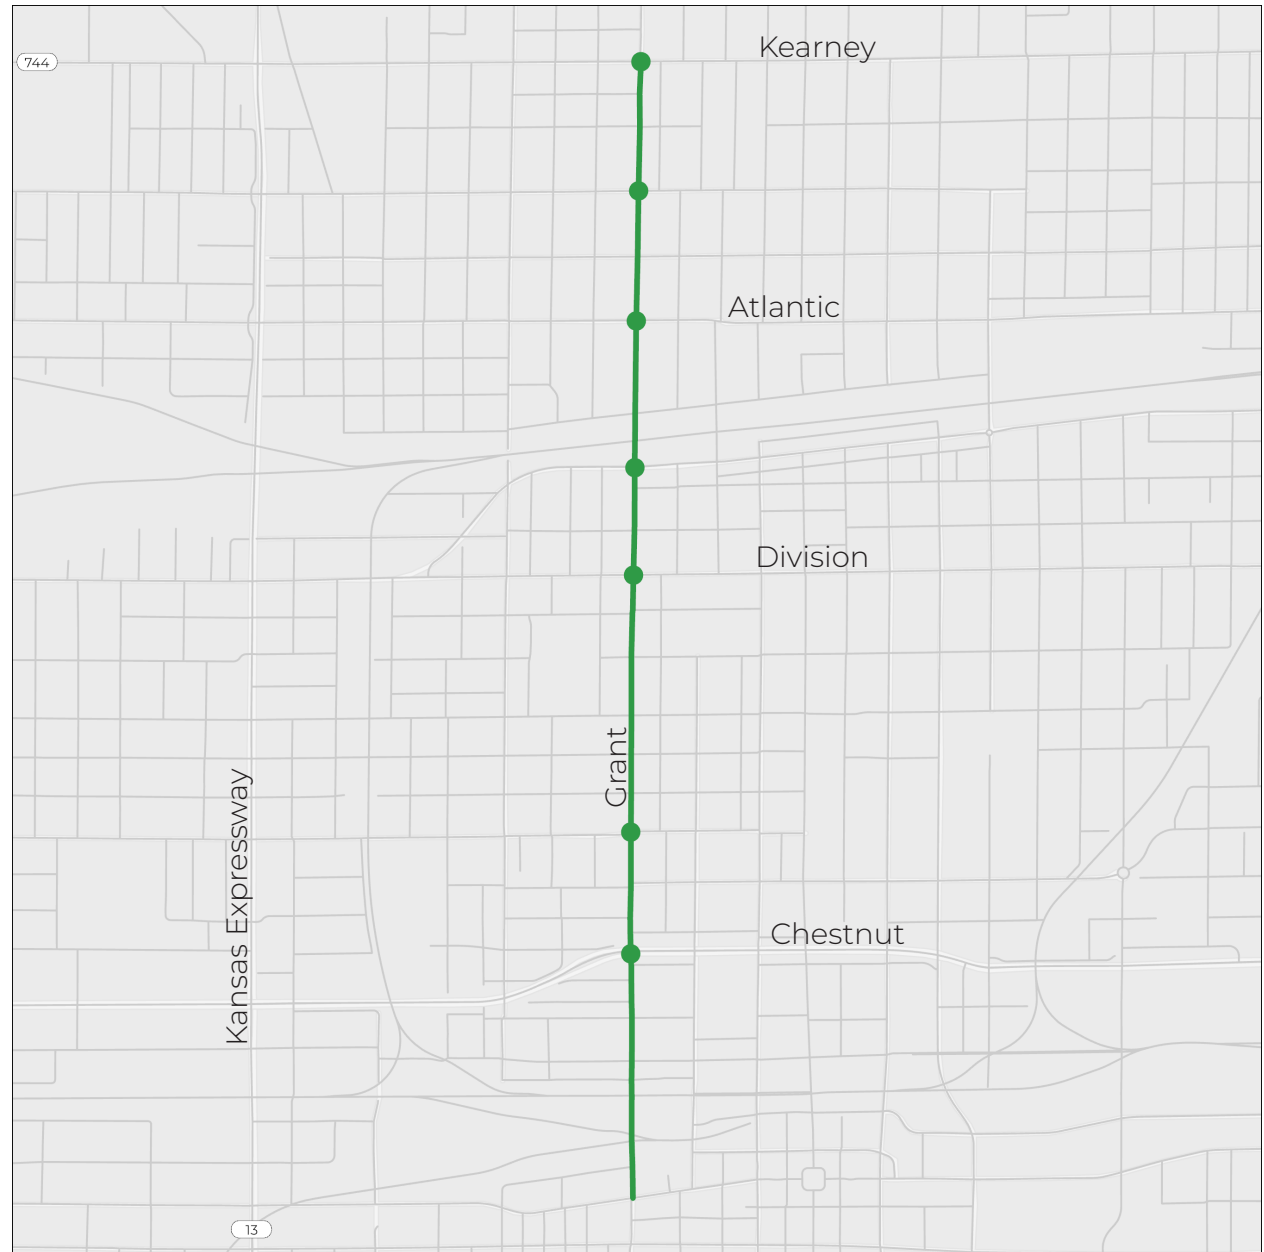 Kearney
744
Atlantic
Division
Grant
Kansas Expressway
Chestnut
13